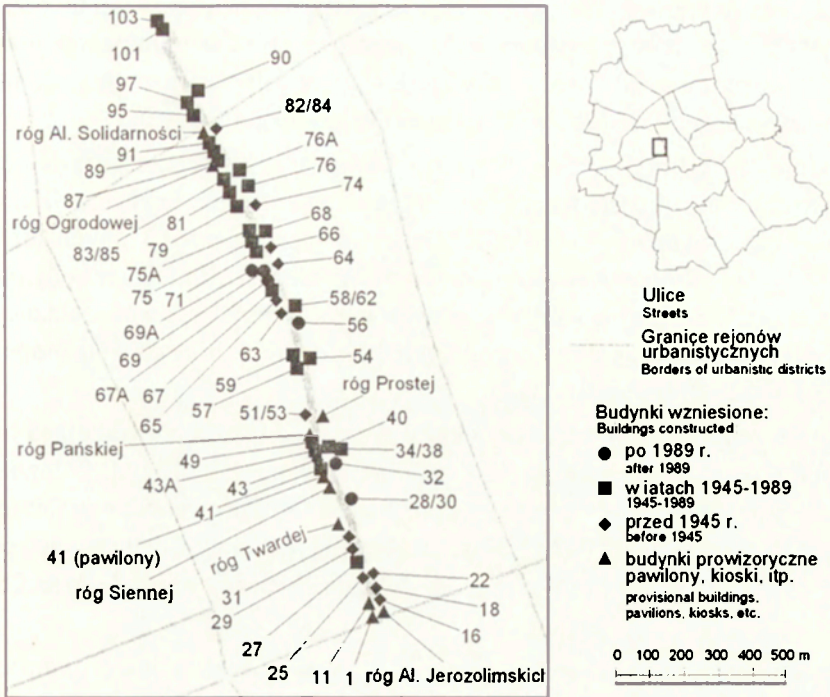 103
101
90
97
82/84
95
róg Al. Solidarności
76A
91
89
76
87
74
róg Ogrodowej
68
81
66
83/85
79
64
75A
75
71
58/62
69A
56
69
63
54
59
róg Prostej
67A
67
57
40
65
51/53
róg Pańskiej
34/38
49
32
43A
43
28/30
41
41 (pawilony)
róg Twardej
róg Siennej
22
31
18
29
16
27
25
11
1
róg Al. Jerozolimskich
Ulice
Streets
Granice rejonów
urbanistycznych
Borders of urbanistic districts
Budynki wzniesione:
Buildings constructed
po 1989 r.
after 1989
w latach 1945-1989
1945-1989
przed 1945 r.
before 1945
budynki prowizoryczne
pawilony, kioski, itp.
provisional buildings,
pavilions, kiosks, etc.
0 100 200 300 400 500 m